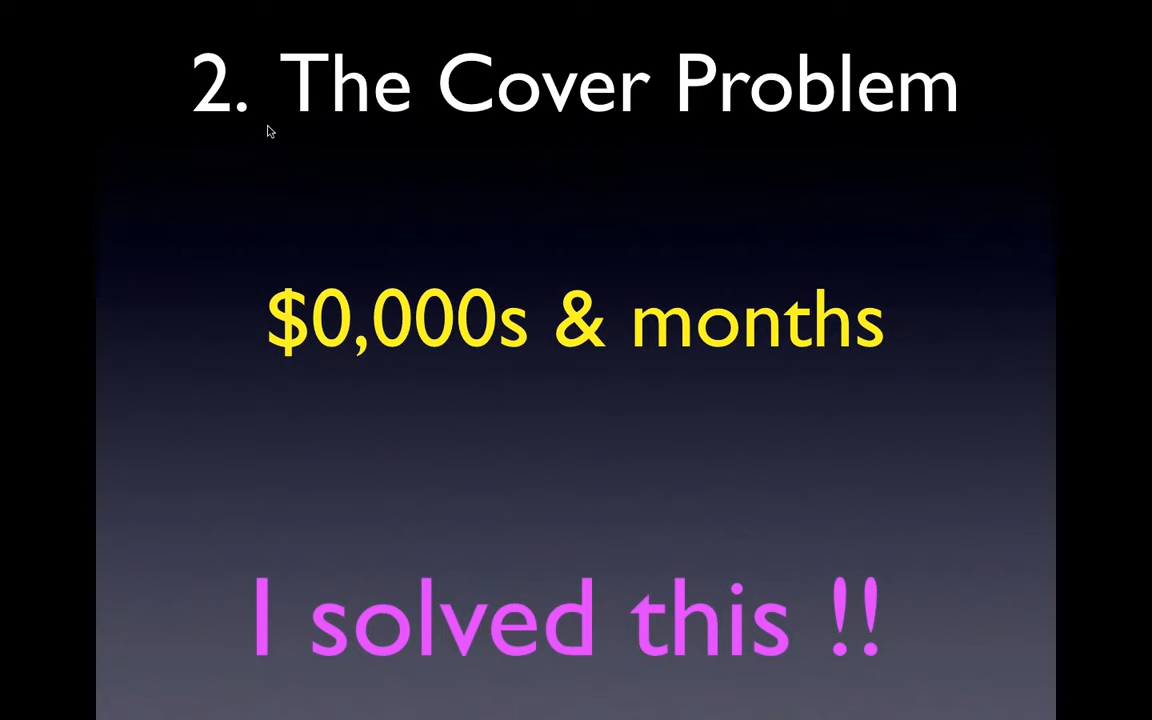 2. The Cover Problem
$0,000s & months
I solved this !!